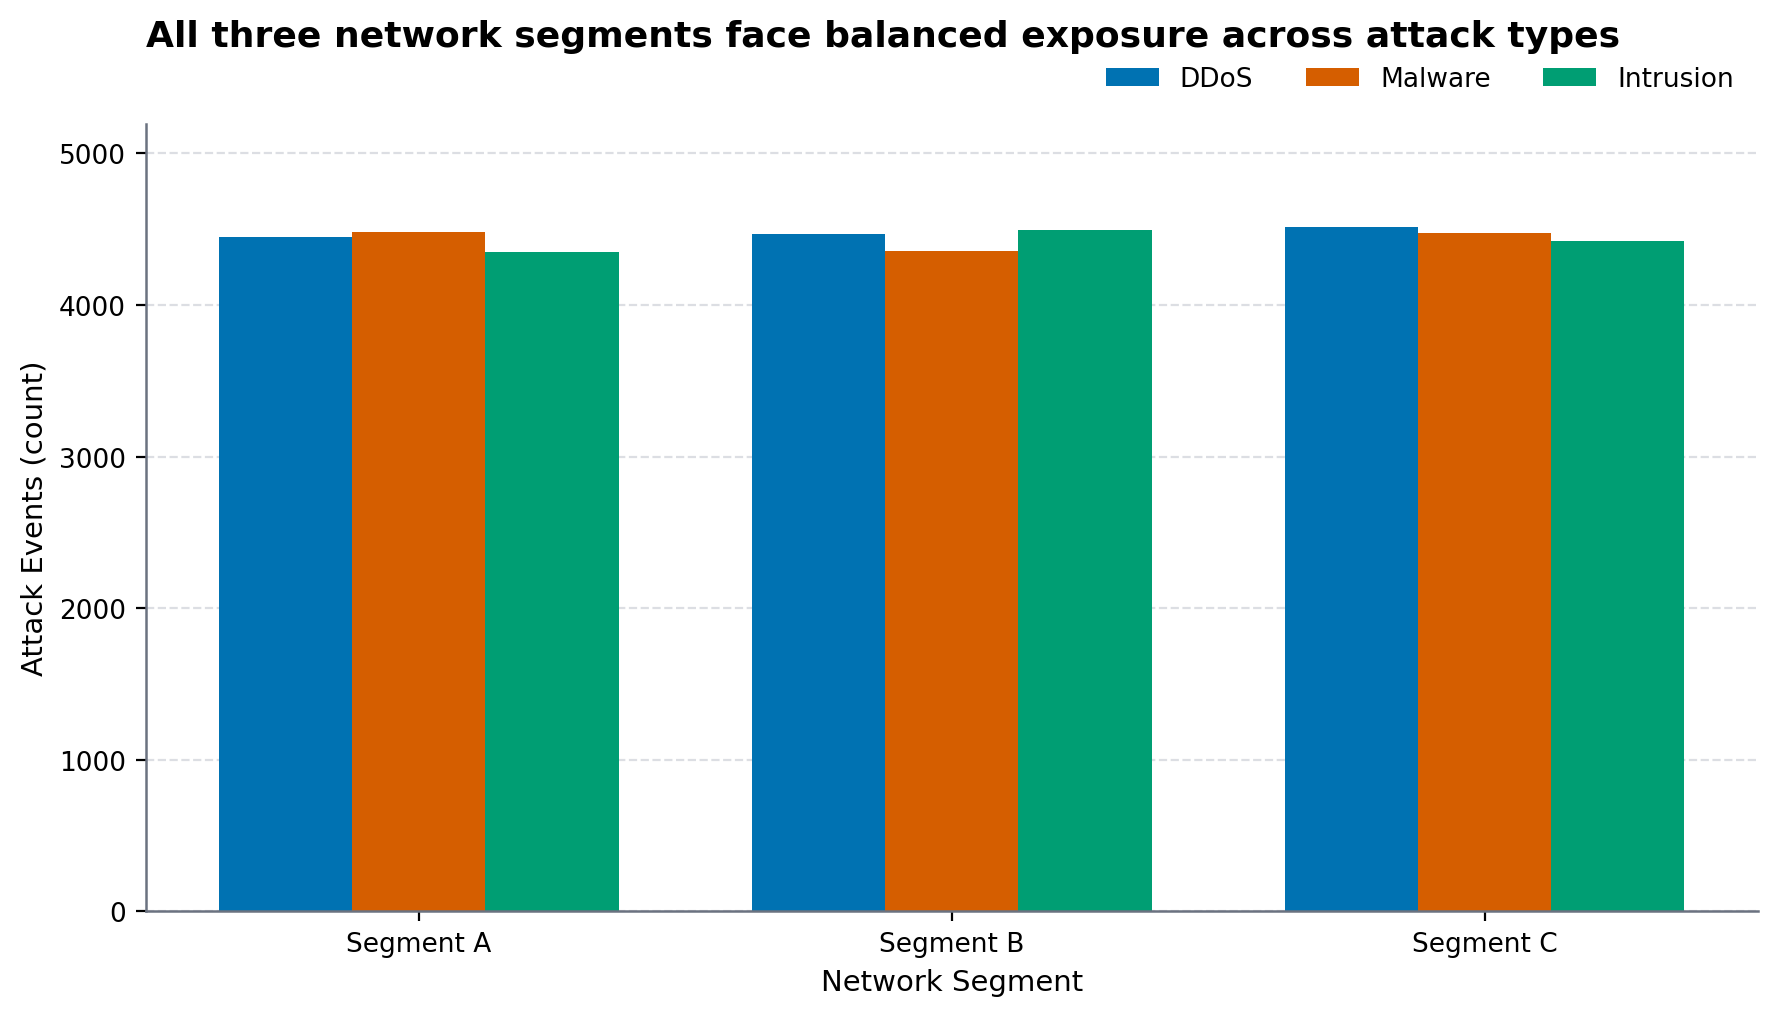 All three network segments face balanced exposure across attack types
DDoS Malware Intrusion
5000
4000
3000
2000
1000
0
Attack Events (count)
Segment A Segment B Segment C
Network Segment